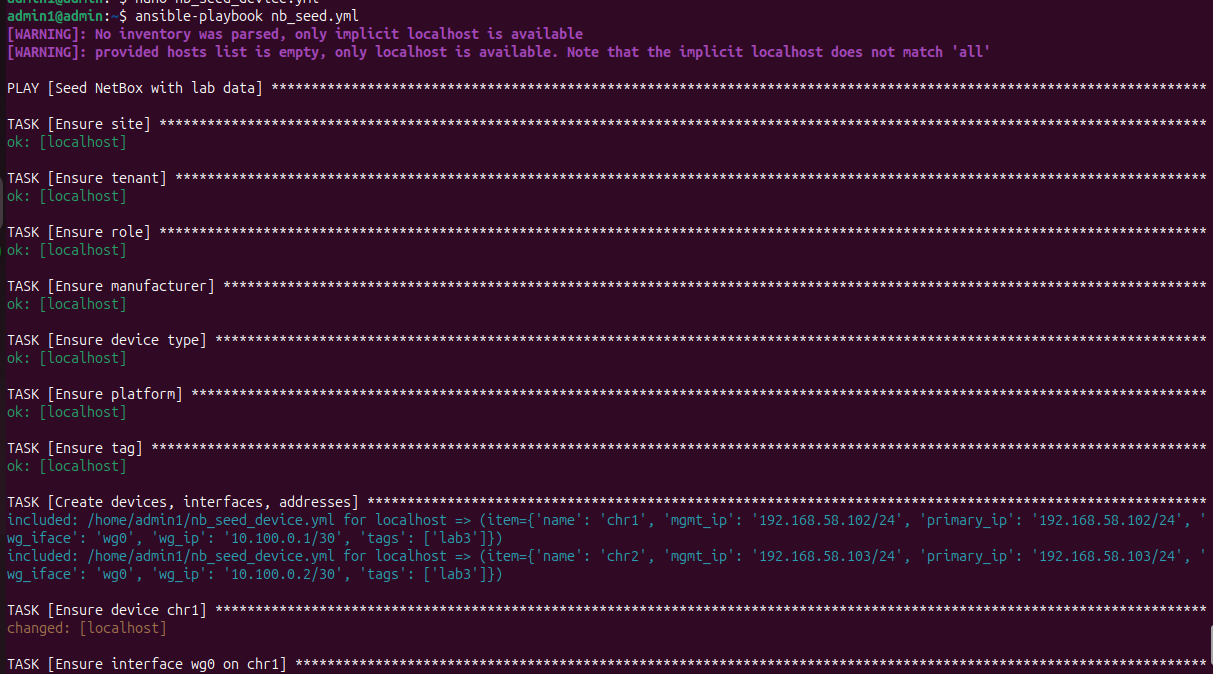 admin1@admin:~$ nano nb_seed_device.yml
admin1@admin:~$ ansible-playbook nb_seed.yml
[WARNING]: No inventory was parsed, only implicit localhost is available
[WARNING]: provided hosts list is empty, only localhost is available. Note that the implicit localhost does not match 'all'
PLAY [Seed NetBox with lab data] *********************************************************************************************************************
TASK [Ensure site] ***********************************************************************************************************************************
ok: [localhost]
TASK [Ensure tenant] *********************************************************************************************************************************
ok: [localhost]
TASK [Ensure role] ***********************************************************************************************************************************
ok: [localhost]
TASK [Ensure manufacturer] ***************************************************************************************************************************
ok: [localhost]
TASK [Ensure device type] ****************************************************************************************************************************
ok: [localhost]
TASK [Ensure platform] *******************************************************************************************************************************
ok: [localhost]
TASK [Ensure tag] ************************************************************************************************************************************
ok: [localhost]
TASK [Create devices, interfaces, addresses] *********************************************************************************************************
included: /home/admin1/nb_seed_device.yml for localhost => (item={'name': 'chr1', 'mgmt_ip': '192.168.58.102/24', 'primary_ip': '192.168.58.102/24', '
wg_iface': 'wg0', 'wg_ip': '10.100.0.1/30', 'tags': ['lab3']})
included: /home/admin1/nb_seed_device.yml for localhost => (item={'name': 'chr2', 'mgmt_ip': '192.168.58.103/24', 'primary_ip': '192.168.58.103/24', '
wg_iface': 'wg0', 'wg_ip': '10.100.0.2/30', 'tags': ['lab3']})
TASK [Ensure device chr1] ****************************************************************************************************************************
changed: [localhost]
TASK [Ensure interface wg0 on chr1] ******************************************************************************************************************